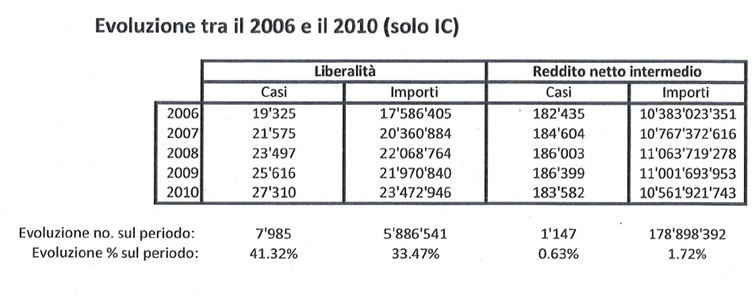 Evoluzione tra il 2006 e il 2010 (solo IC)
Liberalità Reddito netto intermedio
Casi Importi Casi Importi
2006 19'325 17'586'405 182'435 10'383'023'351
2007 21'575 20'360'884 184'604 10'767'372'616
2008 23'497 22'068'764 186'003 11'063'719'278
2009 25'616 21'970'840 186'399 11'001'693'953
2010 27'310 23'472'946 183'582 10'561'921'743
Evoluzione no. sul periodo: 7'985 5'886'541 1'147 178'898'392
Evoluzione % sul periodo: 41.32% 33.47% 0.63% 1.72%